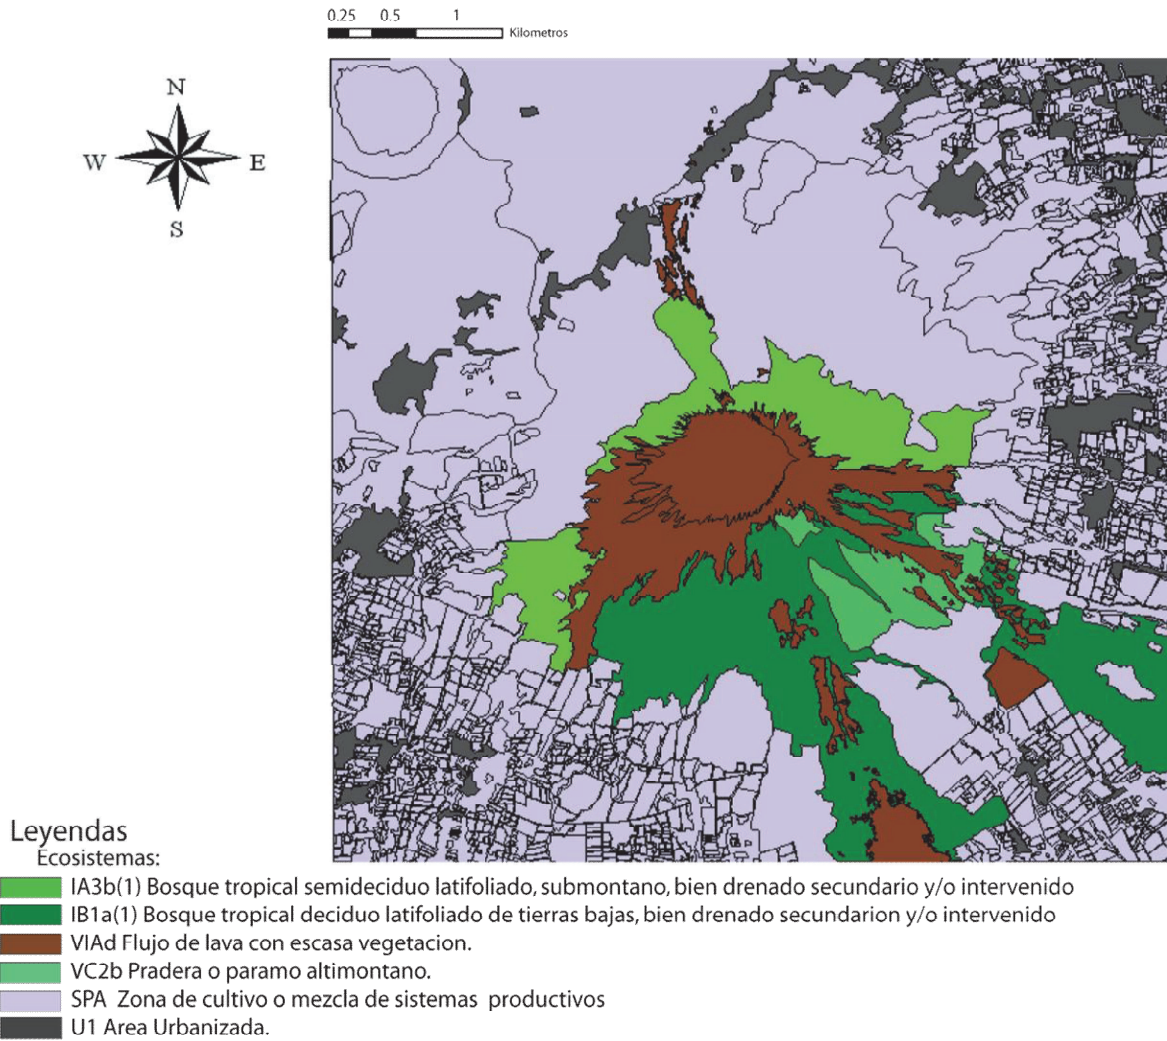 0.25 0.5 1
Kilometros
N
W E
S
Leyendas
Ecosistemas:
IA3b(1) Bosque tropical semideciduo latifoliado, submontano, bien drenado secundario y/o intervenido
IB1a(1) Bosque tropical deciduo latifoliado de tierras bajas, bien drenado secundarion y/o intervenido
VIAd Flujo de lava con escasa vegetacion.
VC2b Pradera o paramo altimontano.
SPA Zona de cultivo o mezcla de sistemas productivos
U1 Area Urbanizada.